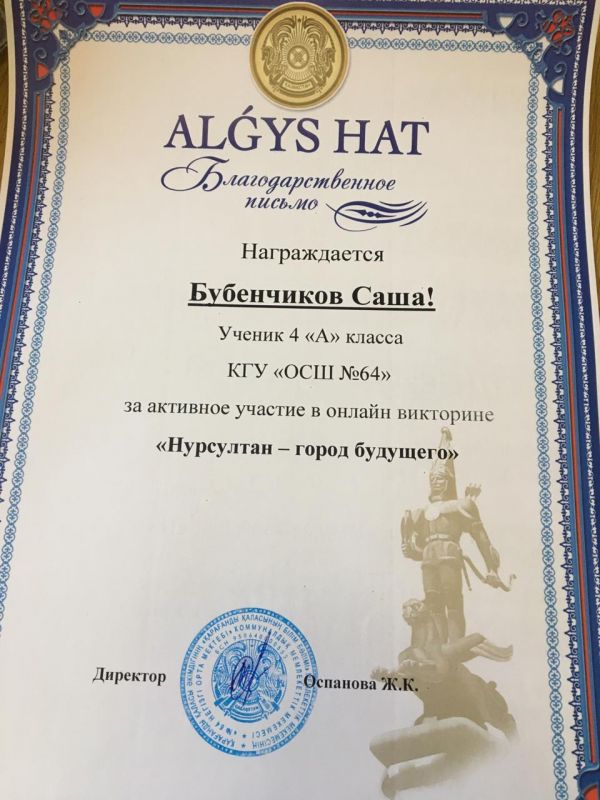 ALǴYS HAT
Благодарственное
письмо
Награждается
Бубенчиков Саша!
Ученик 4 «А» класса
КГУ «ОСШ №64»
за активное участие в онлайн викторине
«Нурсултан – город будущего»
Директор
Оспанова Ж.К.